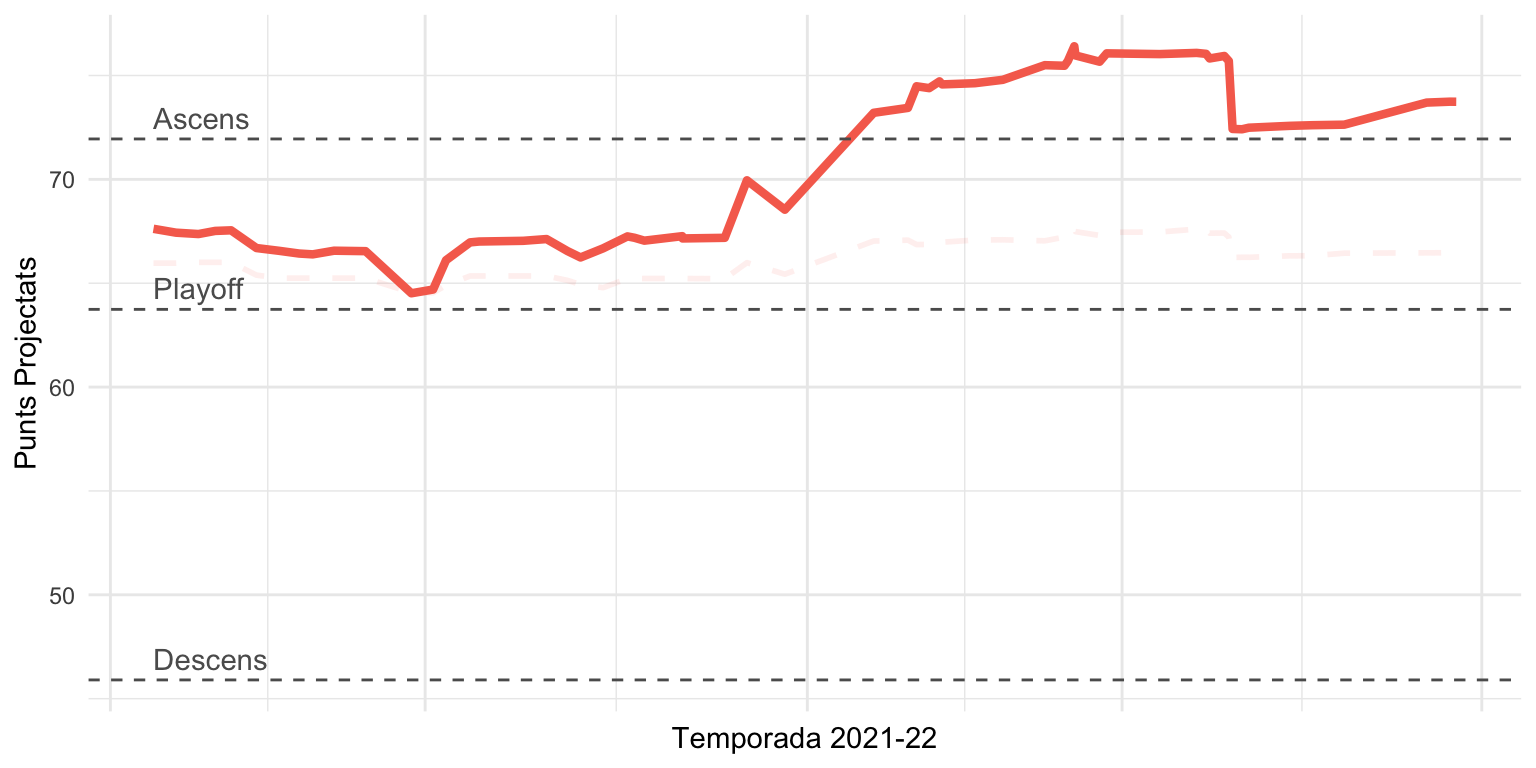 Ascens
70
Playoff
60
50
Descens
Punts Projectats
Temporada 2021-22